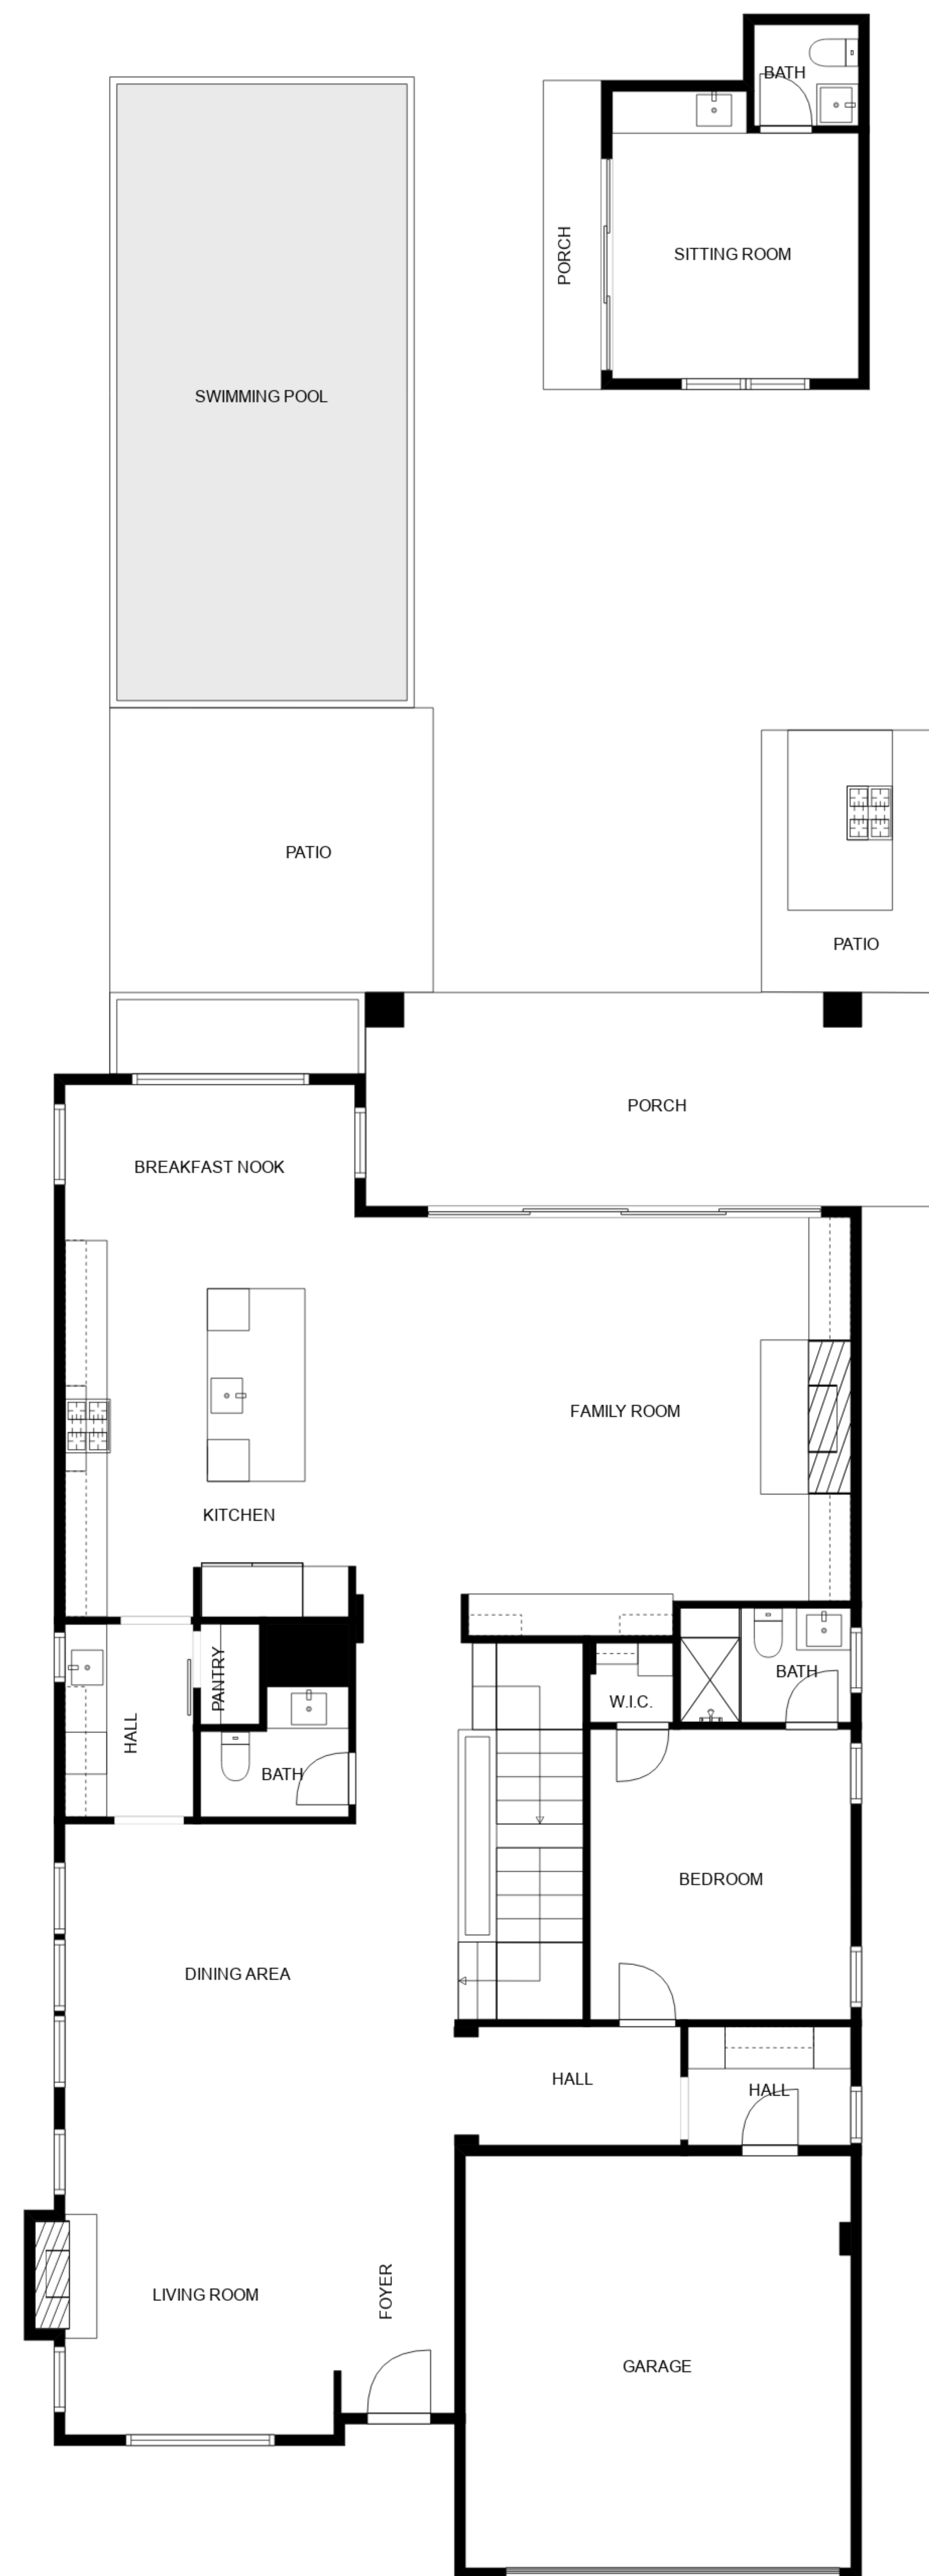 BATH
PORCH
SITTING ROOM
SWIMMING POOL
PATIO
PATIO
PORCH
BREAKFAST NOOK
FAMILY ROOM
KITCHEN
PANTRY
BATH
W.I.C.
HALL
BATH
BEDROOM
DINING AREA
HALL
HALL
FOYER
LIVING ROOM
GARAGE